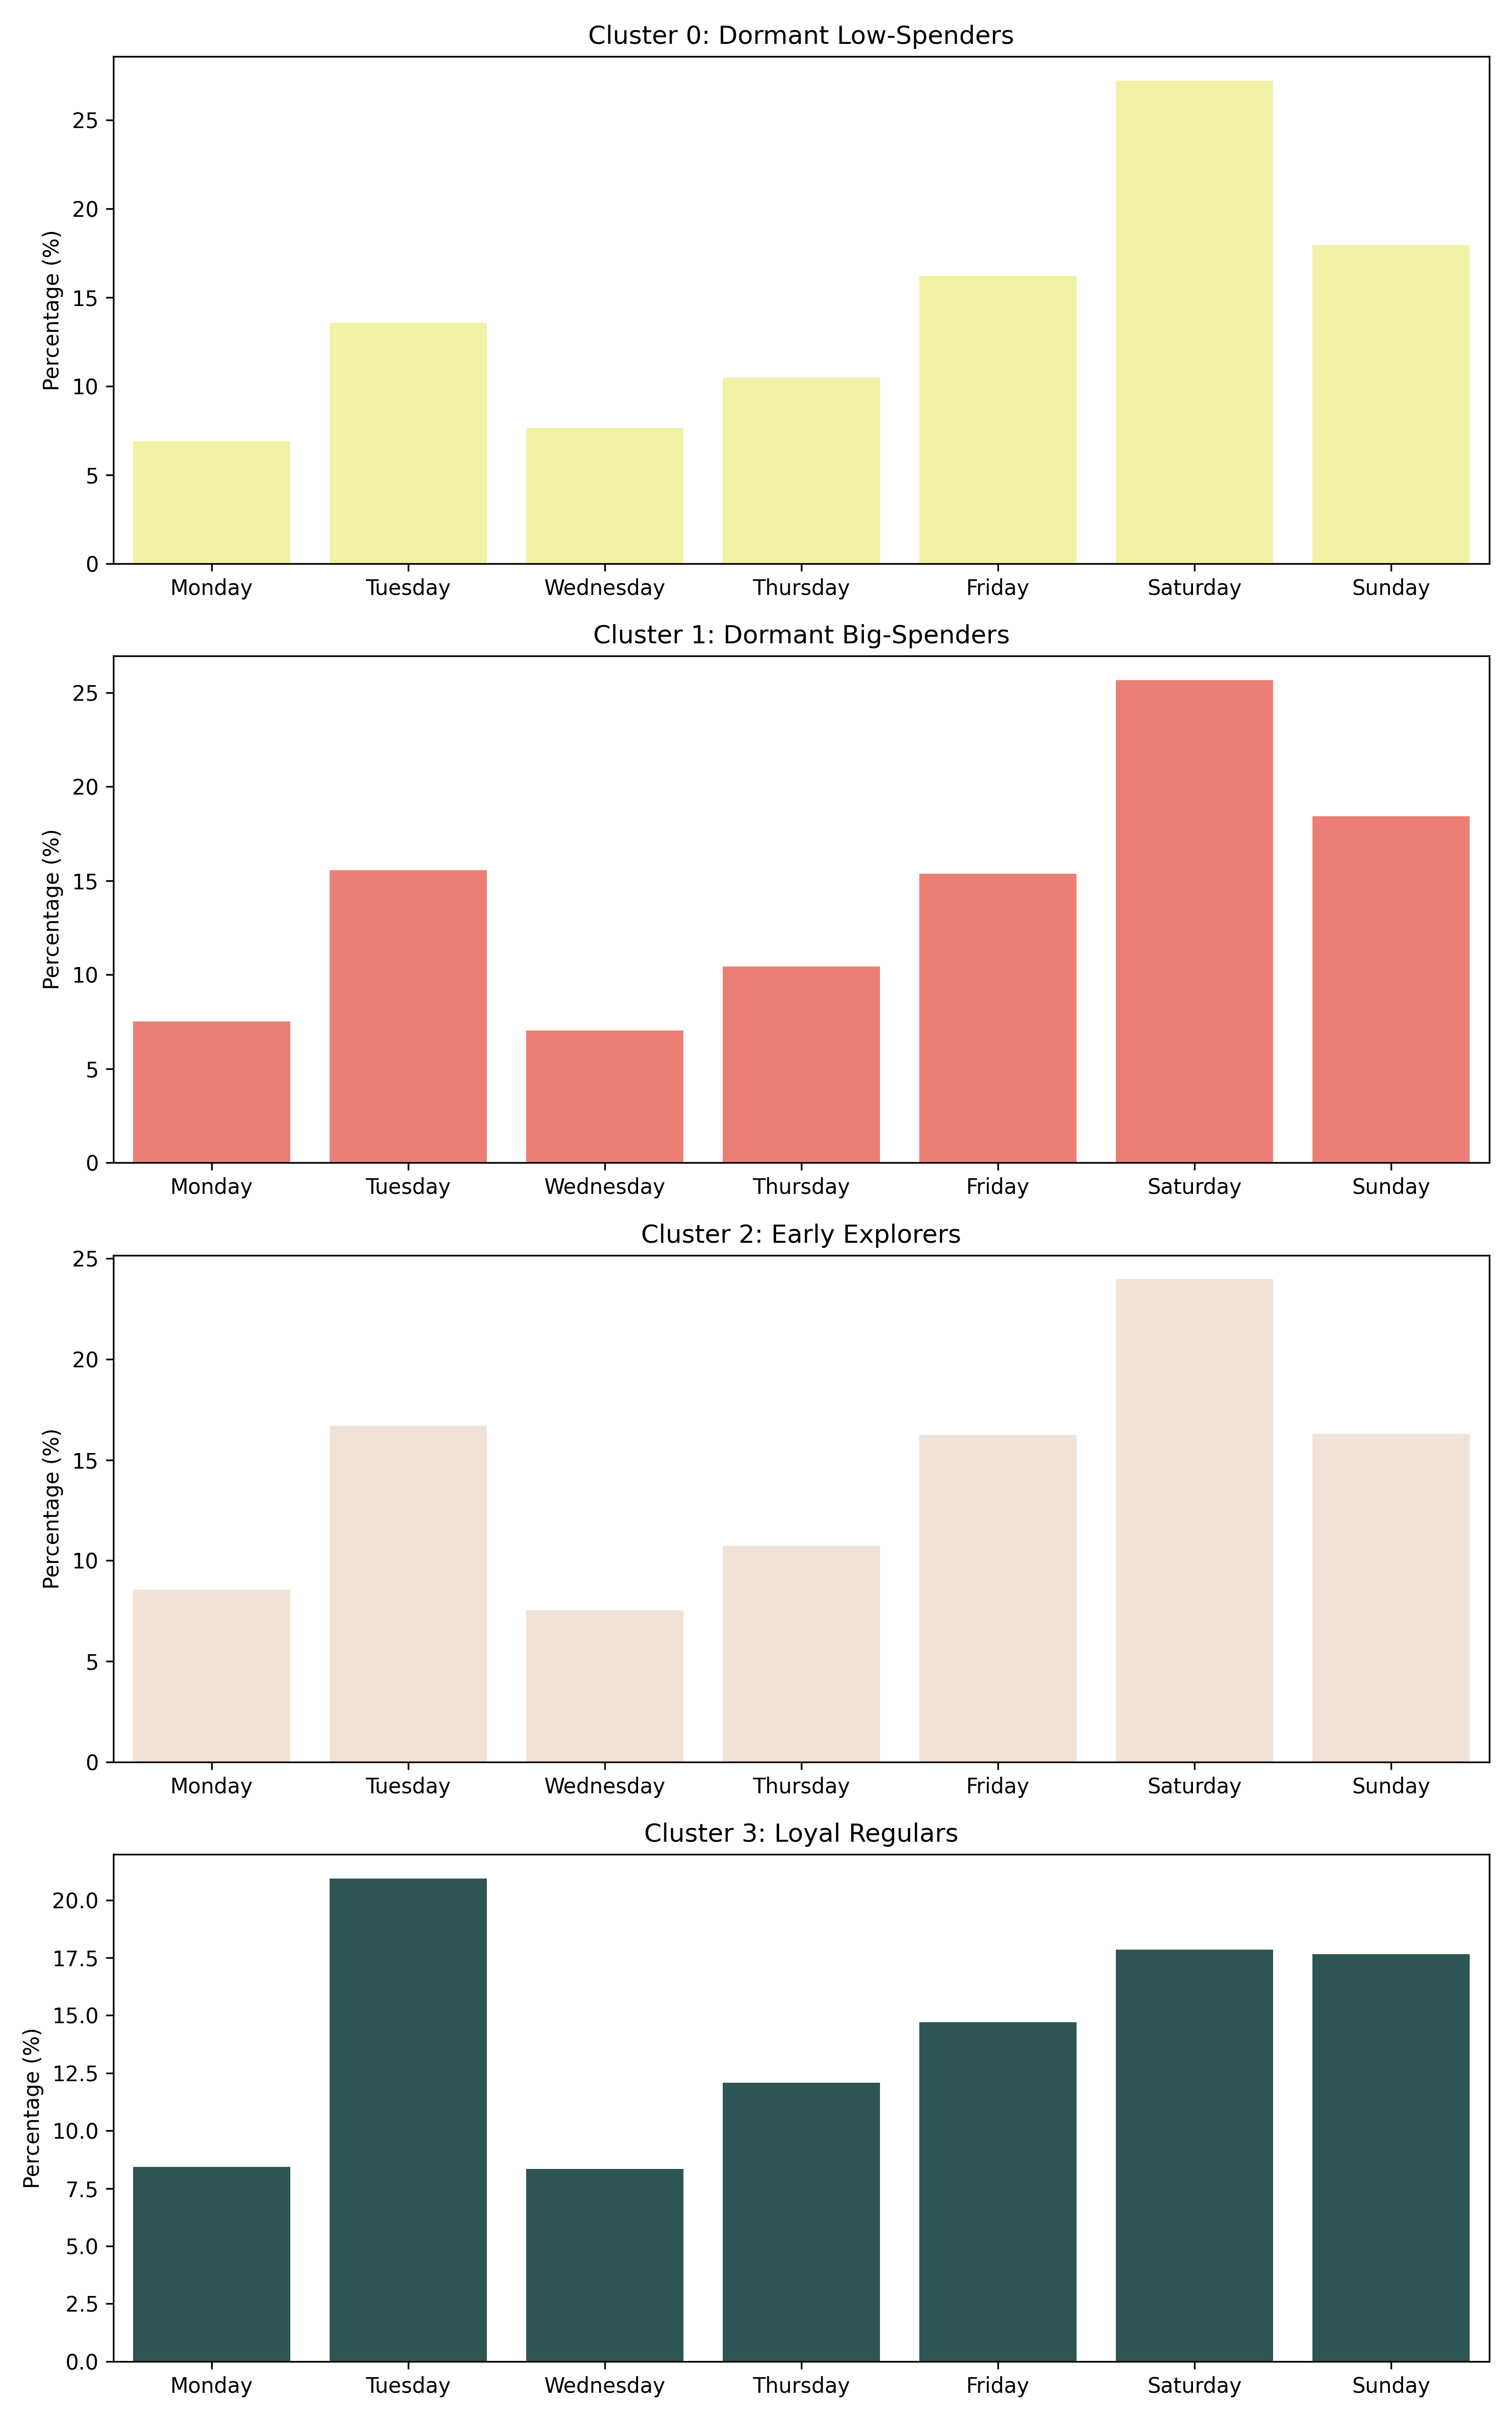 Cluster 0: Dormant Low-Spenders
Percentage (%)
25
20
15
10
5
0
Monday Tuesday Wednesday Thursday Friday Saturday Sunday
Cluster 1: Dormant Big-Spenders
Percentage (%)
25
20
15
10
5
0
Monday Tuesday Wednesday Thursday Friday Saturday Sunday
Cluster 2: Early Explorers
Percentage (%)
25
20
15
10
5
0
Monday Tuesday Wednesday Thursday Friday Saturday Sunday
Cluster 3: Loyal Regulars
Percentage (%)
20.0
17.5
15.0
12.5
10.0
7.5
5.0
2.5
0.0
Monday Tuesday Wednesday Thursday Friday Saturday Sunday